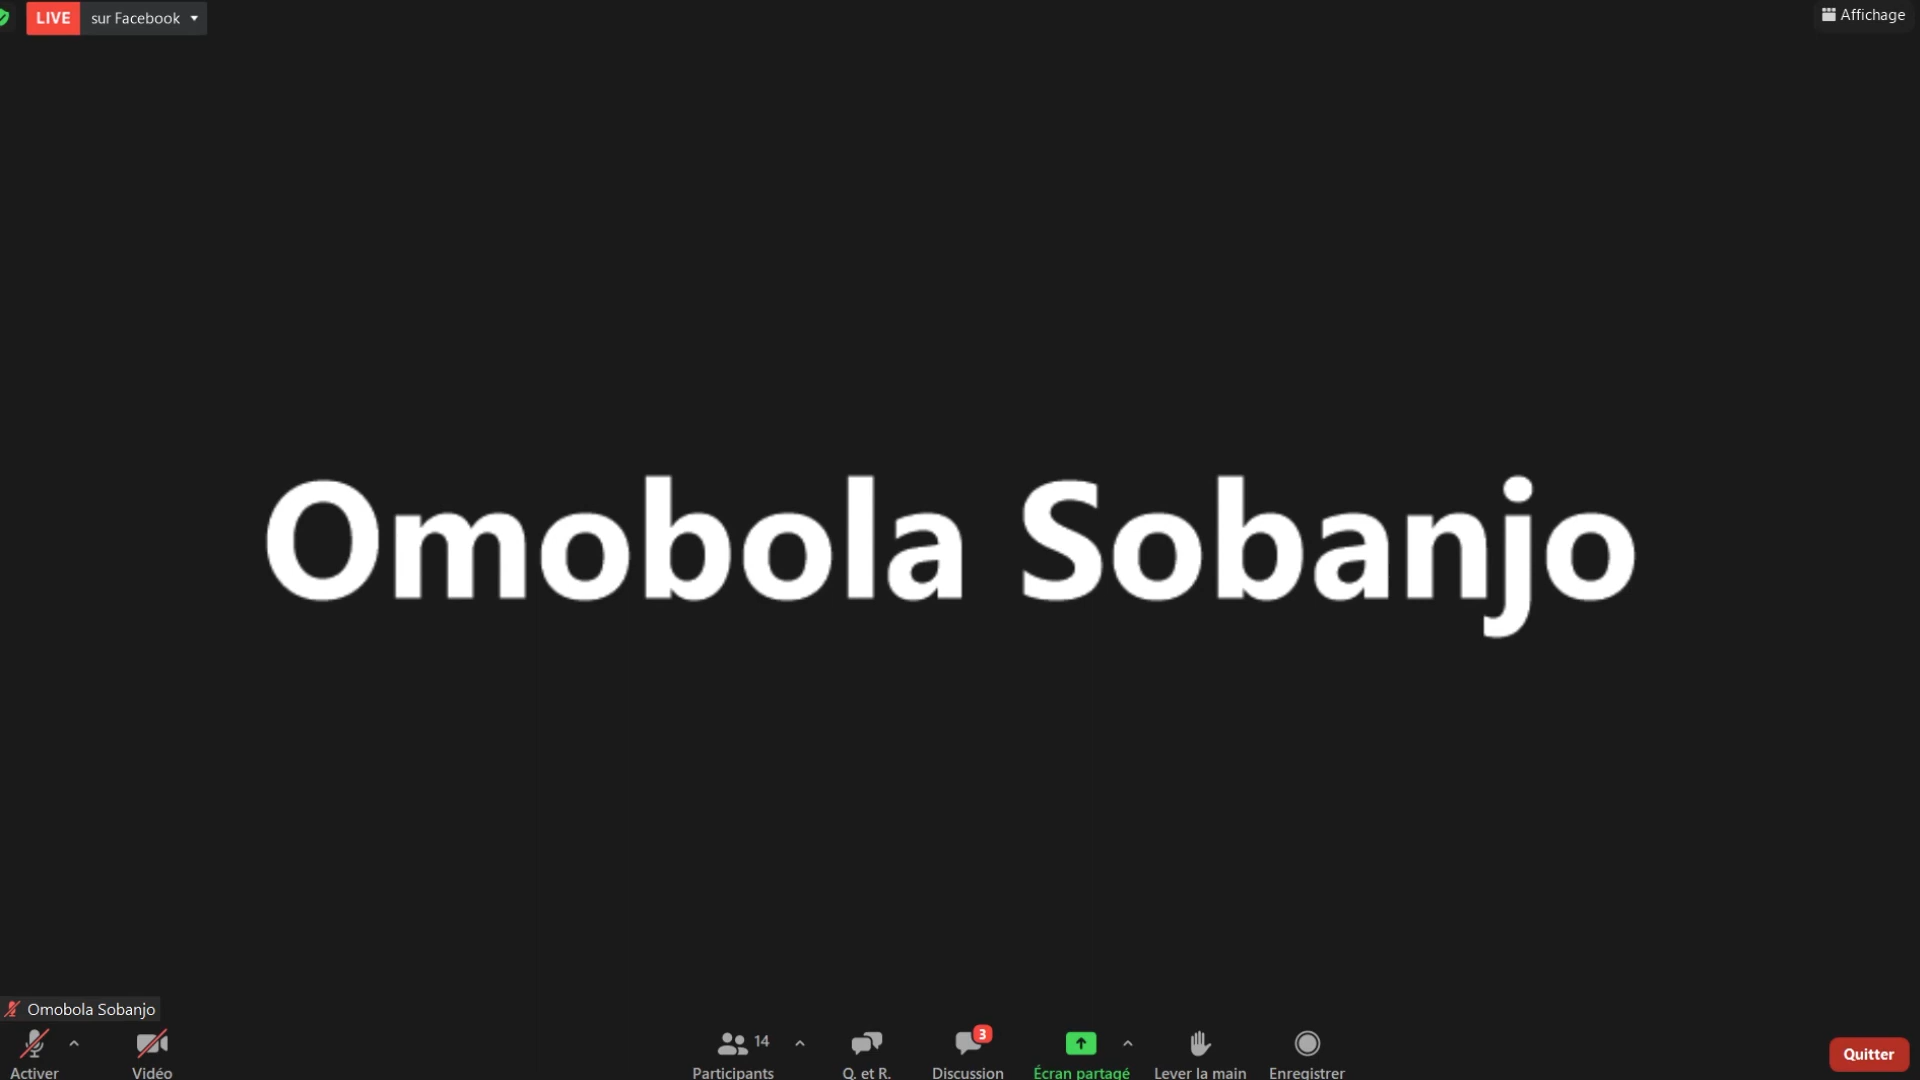 LIVE sur Facebook
Affichage
Omobola Sobanjo
Omobola Sobanjo
14
3
Activer
Vidéo
Participants
Q. et R.
Discussion
Écran partagé
Lever la main
Enregistrer
Quitter